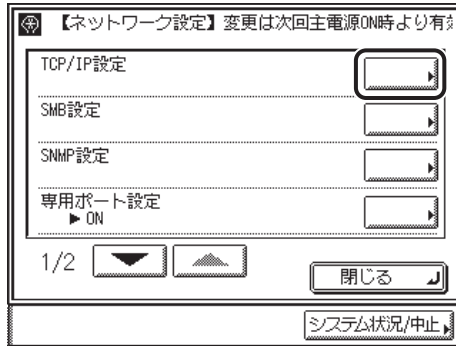 【ネットワーク設定】変更は次回主電源ON時より有
TCP/IP設定
SMB設定
SNMP設定
専用ポート設定
▶ ON
1/2
閉じる
システム状況/中止